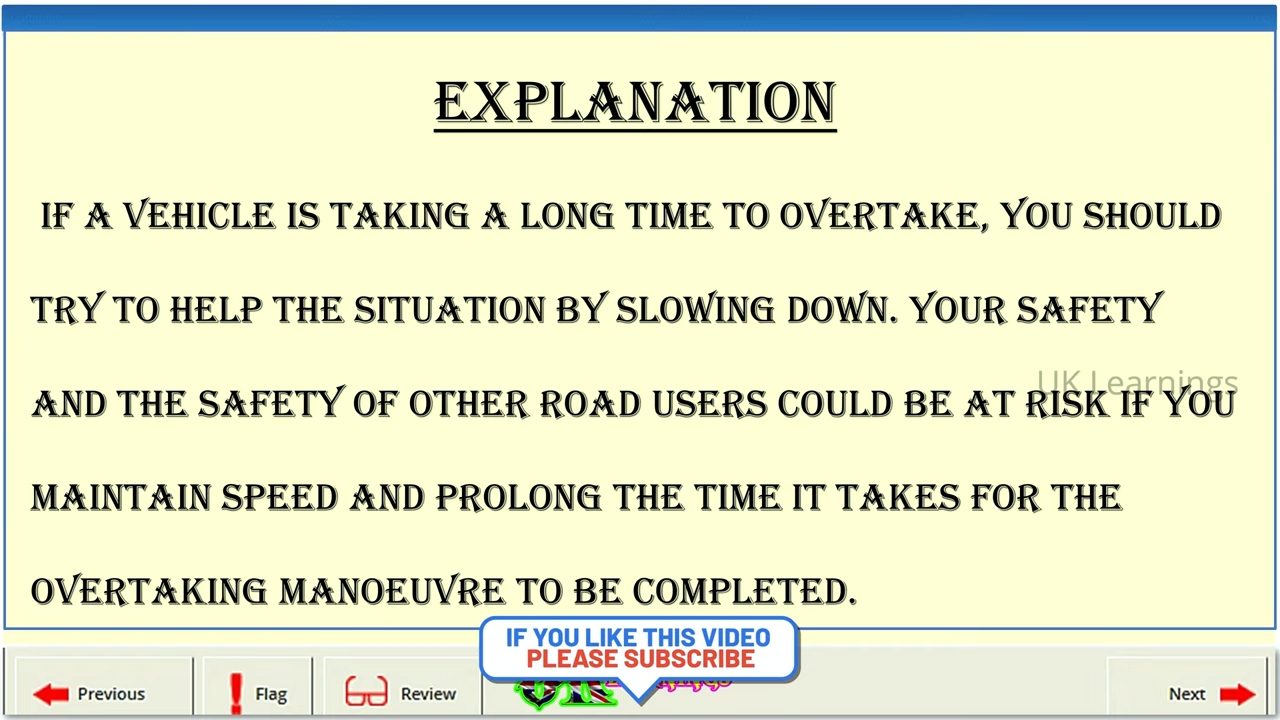 EXPLANATION
IF A VEHICLE IS TAKING A LONG TIME TO OVERTAKE, YOU SHOULD
TRY TO HELP THE SITUATION BY SLOWING DOWN. YOUR SAFETY
UK Learnings
AND THE SAFETY OF OTHER ROAD USERS COULD BE AT RISK IF YOU
MAINTAIN SPEED AND PROLONG THE TIME IT TAKES FOR THE
OVERTAKING MANOEUVRE TO BE COMPLETED.
IF YOU LIKE THIS VIDEO
PLEASE SUBSCRIBE
Previous
Flag
Review
Next